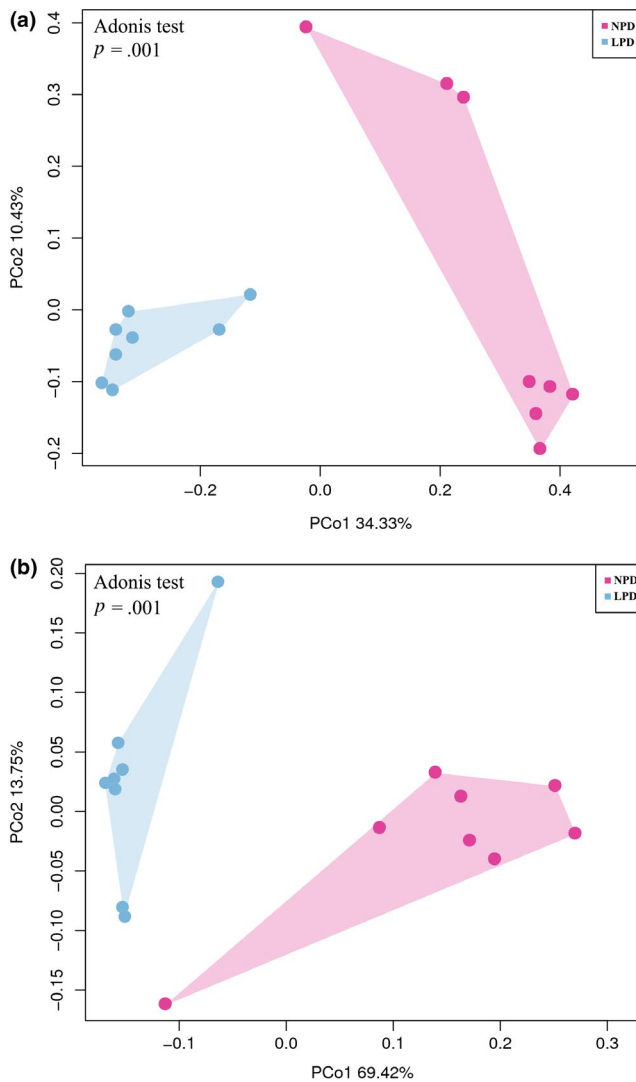 (a)
Adonis test
p = .001
NPD
LPD
0.4
0.3
0.2
0.1
0.0
−0.1
−0.2
PCo2 10.43%
−0.2
0.0
0.2
0.4
PCo1 34.33%
(b)
Adonis test
p = .001
NPD
LPD
0.20
0.15
0.10
0.05
0.00
−0.05
−0.10
−0.15
PCo2 13.75%
−0.1
0.0
0.1
0.2
0.3
PCo1 69.42%